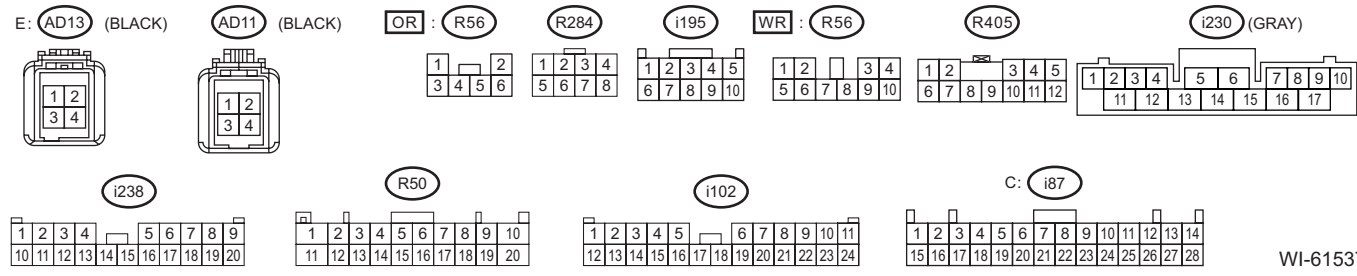 E: AD13 (BLACK) AD11 (BLACK) OR : R56 R284 i195 WR : R56 R405 i230 (GRAY)
1 2
3 4
1 2
3 4
1 2
3 4 5 6
1 2 3 4
5 6 7 8
1 2 3 4 5
6 7 8 9 10
1 2 3 4
5 6 7 8 9 10
1 2 3 4 5
6 7 8 9 10 11 12
1 2 3 4 5 6 7 8 9 10
11 12 13 14 15 16 17
i238 R50 i102 C: i87
1 2 3 4 5 6 7 8 9
10 11 12 13 14 15 16 17 18 19 20
1 2 3 4 5 6 7 8 9 10
11 12 13 14 15 16 17 18 19 20
1 2 3 4 5 6 7 8 9 10 11
12 13 14 15 16 17 18 19 20 21 22 23 24
1 2 3 4 5 6 7 8 9 10 11 12 13 14
15 16 17 18 19 20 21 22 23 24 25 26 27 28
WI-61537